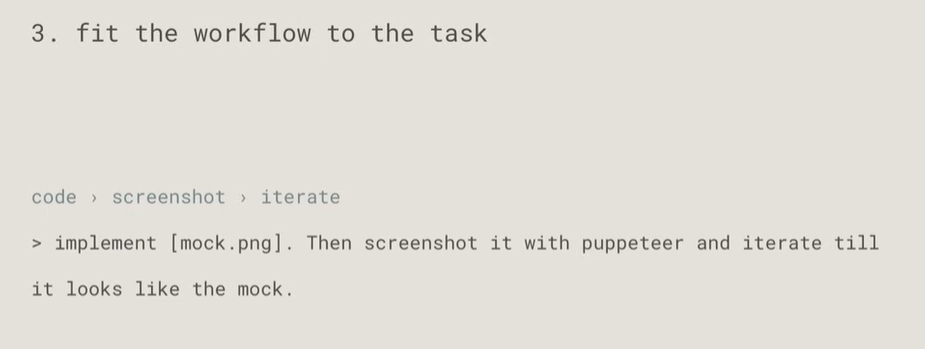 3. fit the workflow to the task
code › screenshot › iterate
> implement [mock.png]. Then screenshot it with puppeteer and iterate till
it looks like the mock.